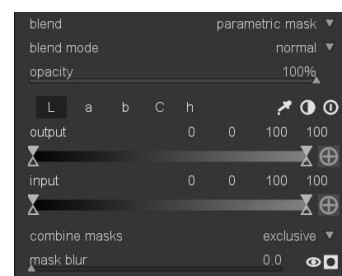 blend parametric mask
blend mode normal
opacity 100%
L a b C h
output 0 0 100 100
input 0 0 100 100
combine masks exclusive
mask blur 0.0